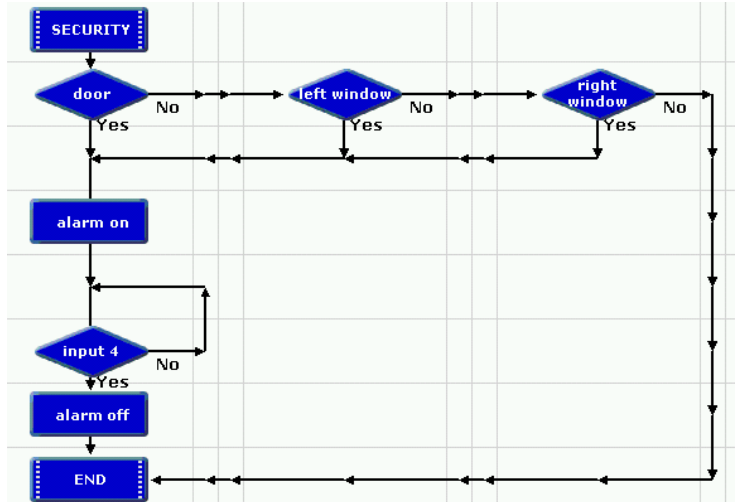 SECURITY
door
No
left window
No
right
window
No
Yes
Yes
Yes
alarm on
input 4
No
Yes
alarm off
END